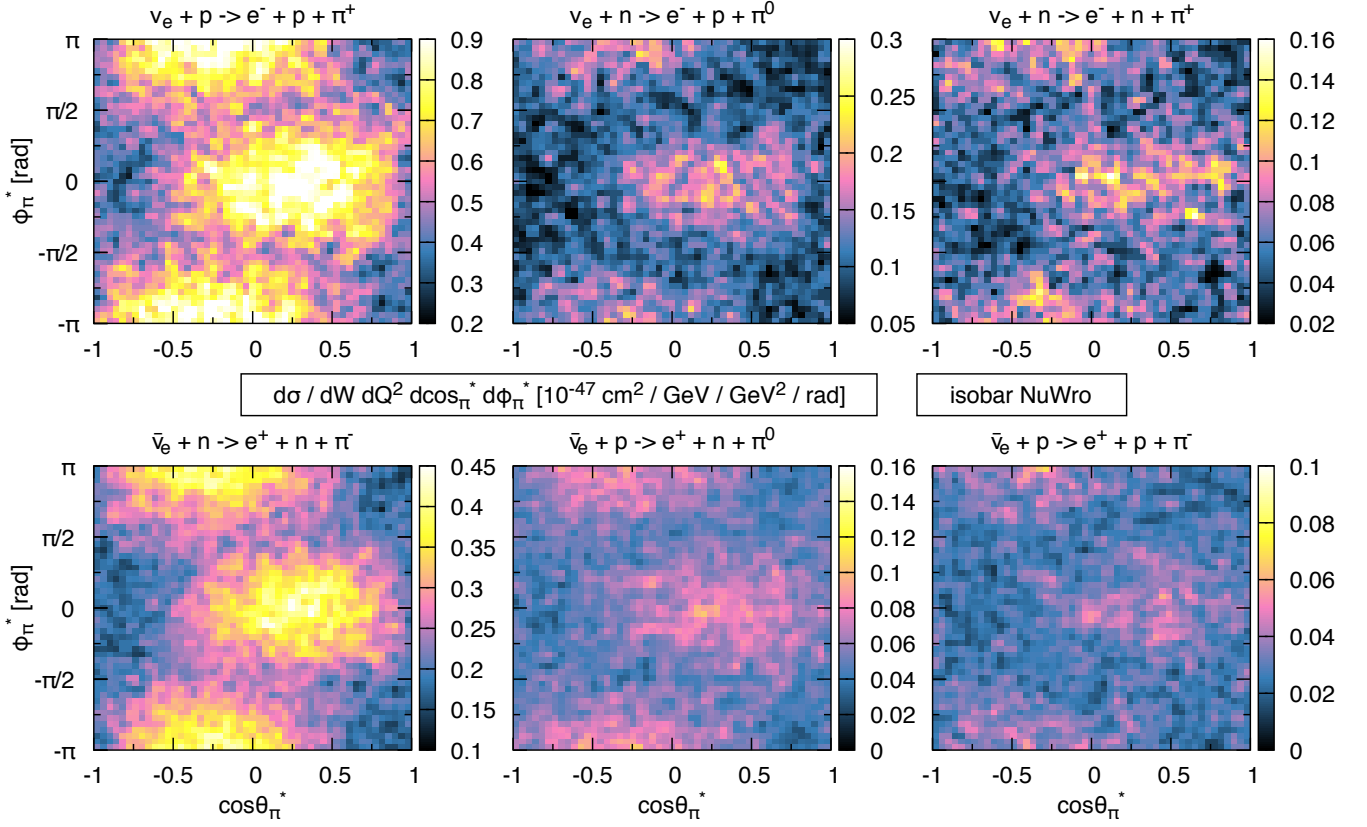 ν_e + p -> e⁻ + p + π⁺
ν_e + n -> e⁻ + p + π⁰
ν_e + n -> e⁻ + n + π⁺
π
π/2
0
-π/2
-π
ϕ_π* [rad]
-1 -0.5 0 0.5 1
0.9
0.8
0.7
0.6
0.5
0.4
0.3
0.2
-1 -0.5 0 0.5 1
0.3
0.25
0.2
0.15
0.1
0.05
-1 -0.5 0 0.5 1
0.16
0.14
0.12
0.1
0.08
0.06
0.04
0.02
dσ / dW dQ² dcos_π* dϕ_π* [10⁻⁴⁷ cm² / GeV / GeV² / rad]
isobar NuWro
ν̄_e + n -> e⁺ + n + π⁻
ν̄_e + p -> e⁺ + n + π⁰
ν̄_e + p -> e⁺ + p + π⁻
π
π/2
0
-π/2
-π
ϕ_π* [rad]
-1 -0.5 0 0.5 1
cosθ_π*
0.45
0.4
0.35
0.3
0.25
0.2
0.15
0.1
-1 -0.5 0 0.5 1
cosθ_π*
0.16
0.14
0.12
0.1
0.08
0.06
0.04
0.02
0
-1 -0.5 0 0.5 1
cosθ_π*
0.1
0.08
0.06
0.04
0.02
0